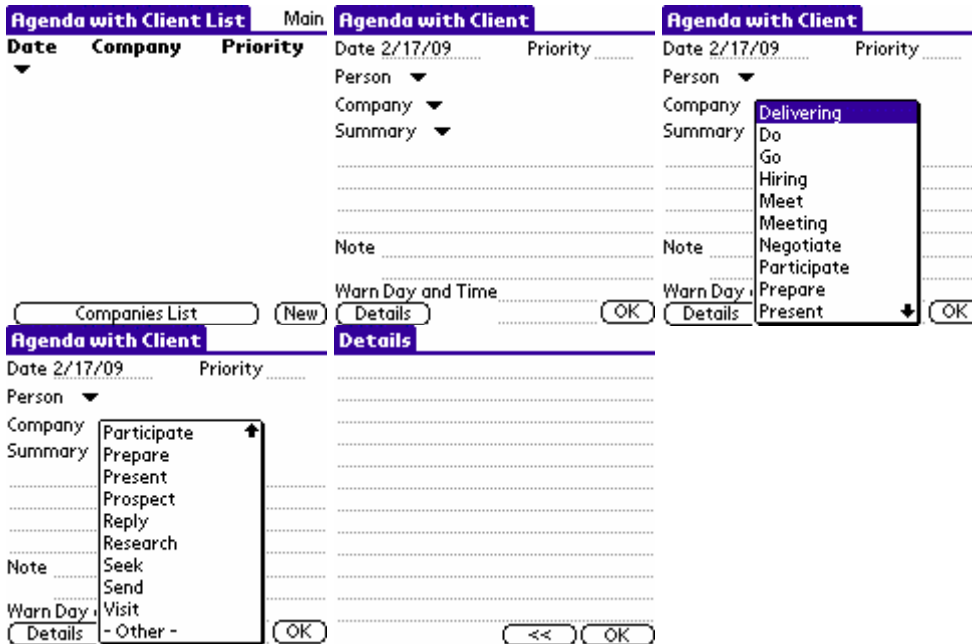 Agenda with Client List Main
Date Company Priority
Companies List New
Agenda with Client
Date 2/17/09 Priority
Person
Company
Summary
Note
Warn Day and Time
Details OK
Agenda with Client
Date 2/17/09 Priority
Person
Company
Summary
Delivering
Do
Go
Hiring
Meet
Meeting
Negotiate
Participate
Prepare
Present
Note
Warn Day
Details OK
Agenda with Client
Date 2/17/09 Priority
Person
Company
Summary
Participate
Prepare
Present
Prospect
Reply
Research
Seek
Send
Visit
- Other -
Note
Warn Day
Details OK
Details
<< OK